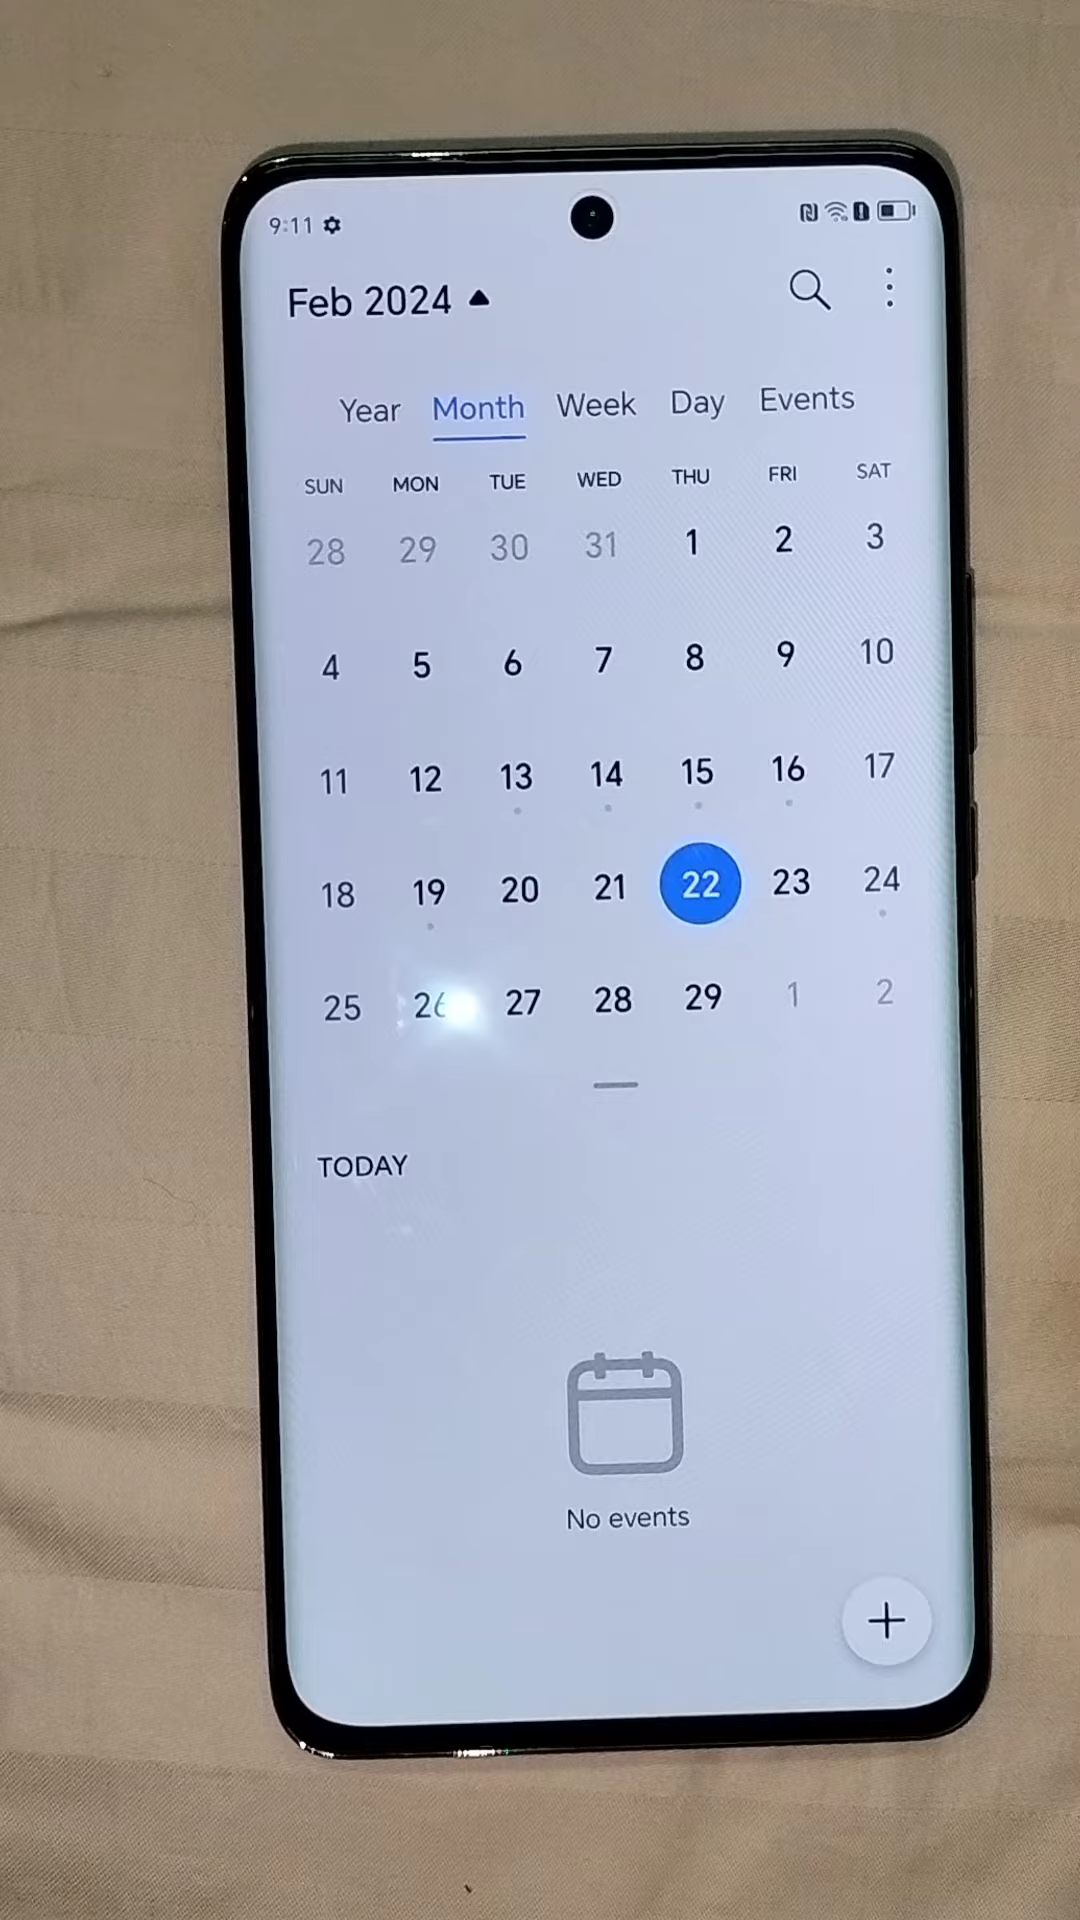 9:11
Feb 2024
Year Month Week Day Events
SUN MON TUE WED THU FRI SAT
28 29 30 31 1 2 3
4 5 6 7 8 9 10
11 12 13 14 15 16 17
18 19 20 21 22 23 24
25 26 27 28 29 1 2
TODAY
No events